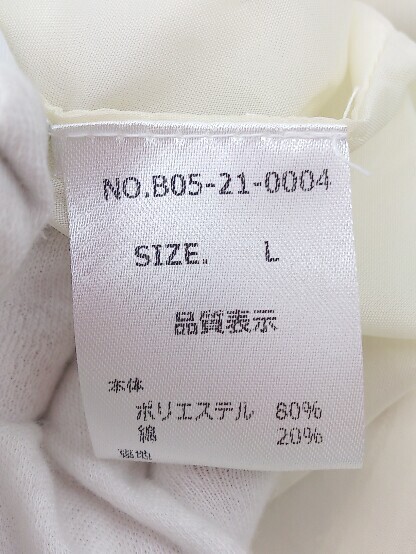 NO.B05-21-0004
SIZE. L
品質表示
本体
ポリエステル 80%
綿 20%